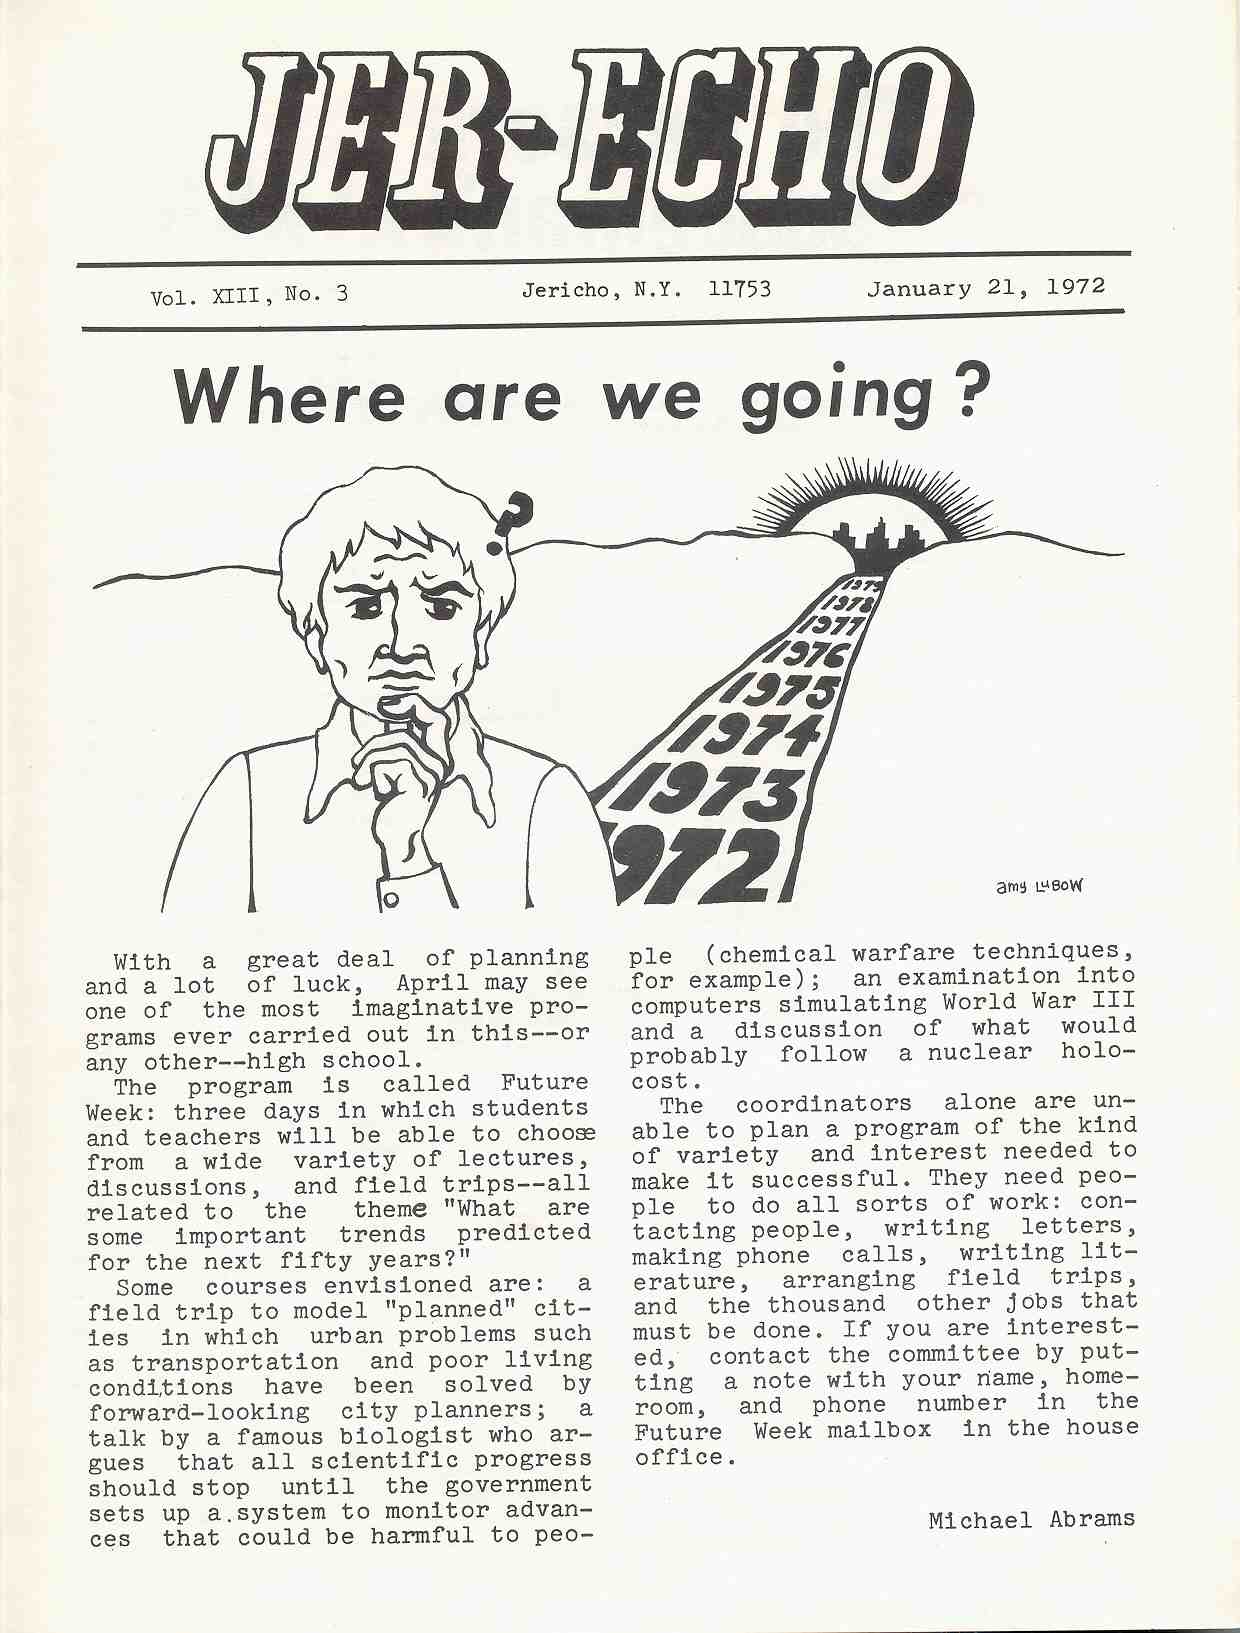 JER-ECHO
Vol. XIII, No. 3 Jericho, N.Y. 11753 January 21, 1972
Where are we going?
?
1979
1978
1977
1976
1975
1974
1973
1972
amy LuBOW
With a great deal of planning
and a lot of luck, April may see
one of the most imaginative pro-
grams ever carried out in this--or
any other--high school.
The program is called Future
Week: three days in which students
and teachers will be able to choose
from a wide variety of lectures,
discussions, and field trips--all
related to the theme "What are
some important trends predicted
for the next fifty years?"
Some courses envisioned are: a
field trip to model "planned" cit-
ies in which urban problems such
as transportation and poor living
conditions have been solved by
forward-looking city planners; a
talk by a famous biologist who ar-
gues that all scientific progress
should stop until the government
sets up a system to monitor advan-
ces that could be harmful to peo-
ple (chemical warfare techniques,
for example); an examination into
computers simulating World War III
and a discussion of what would
probably follow a nuclear holo-
cost.
The coordinators alone are un-
able to plan a program of the kind
of variety and interest needed to
make it successful. They need peo-
ple to do all sorts of work: con-
tacting people, writing letters,
making phone calls, writing lit-
erature, arranging field trips,
and the thousand other jobs that
must be done. If you are interest-
ed, contact the committee by put-
ting a note with your name, home-
room, and phone number in the
Future Week mailbox in the house
office.
Michael Abrams